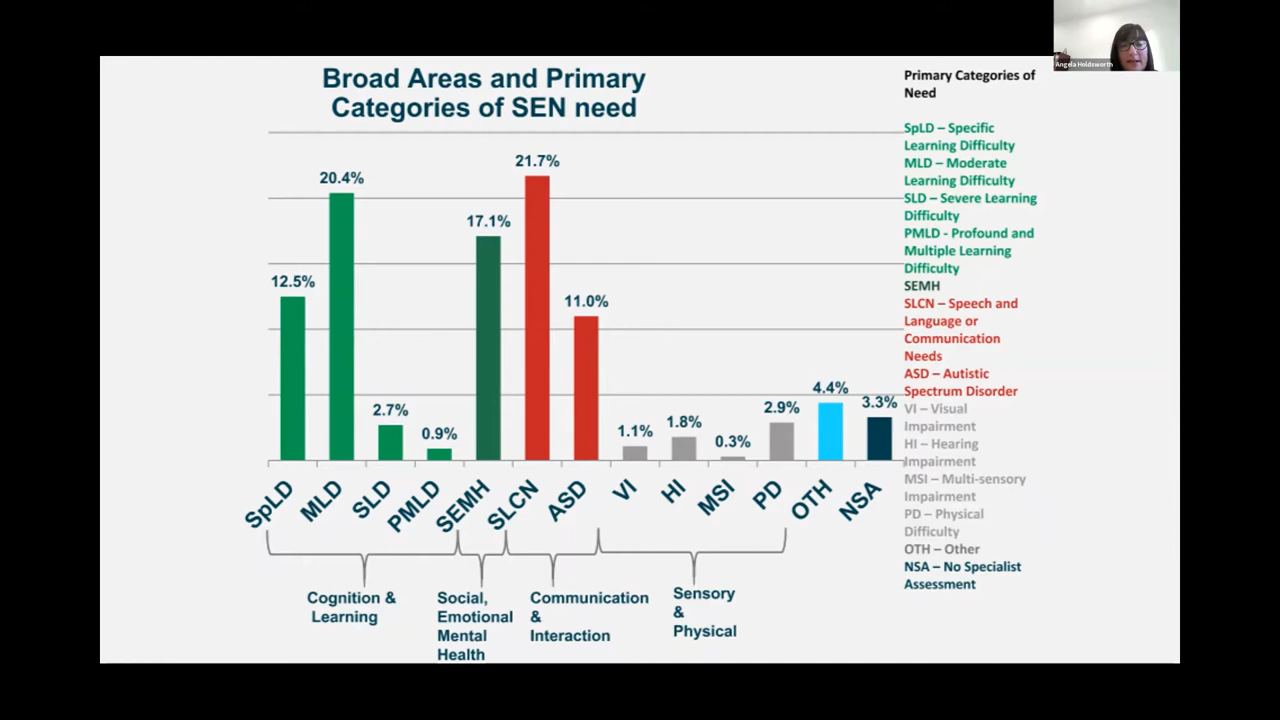 Angela Holdsworth
Broad Areas and Primary
Categories of SEN need
12.5%
20.4%
2.7%
0.9%
17.1%
21.7%
11.0%
1.1%
1.8%
0.3%
2.9%
4.4%
3.3%
SpLD
MLD
SLD
PMLD
SEMH
SLCN
ASD
VI
HI
MSI
PD
OTH
NSA
Cognition &
Learning
Social,
Emotional
Mental
Health
Communication
&
Interaction
Sensory
&
Physical
Primary Categories of
Need
SpLD – Specific
Learning Difficulty
MLD – Moderate
Learning Difficulty
SLD – Severe Learning
Difficulty
PMLD - Profound and
Multiple Learning
Difficulty
SEMH
SLCN – Speech and
Language or
Communication
Needs
ASD – Autistic
Spectrum Disorder
VI – Visual
Impairment
HI – Hearing
Impairment
MSI – Multi-sensory
Impairment
PD – Physical
Difficulty
OTH – Other
NSA – No Specialist
Assessment